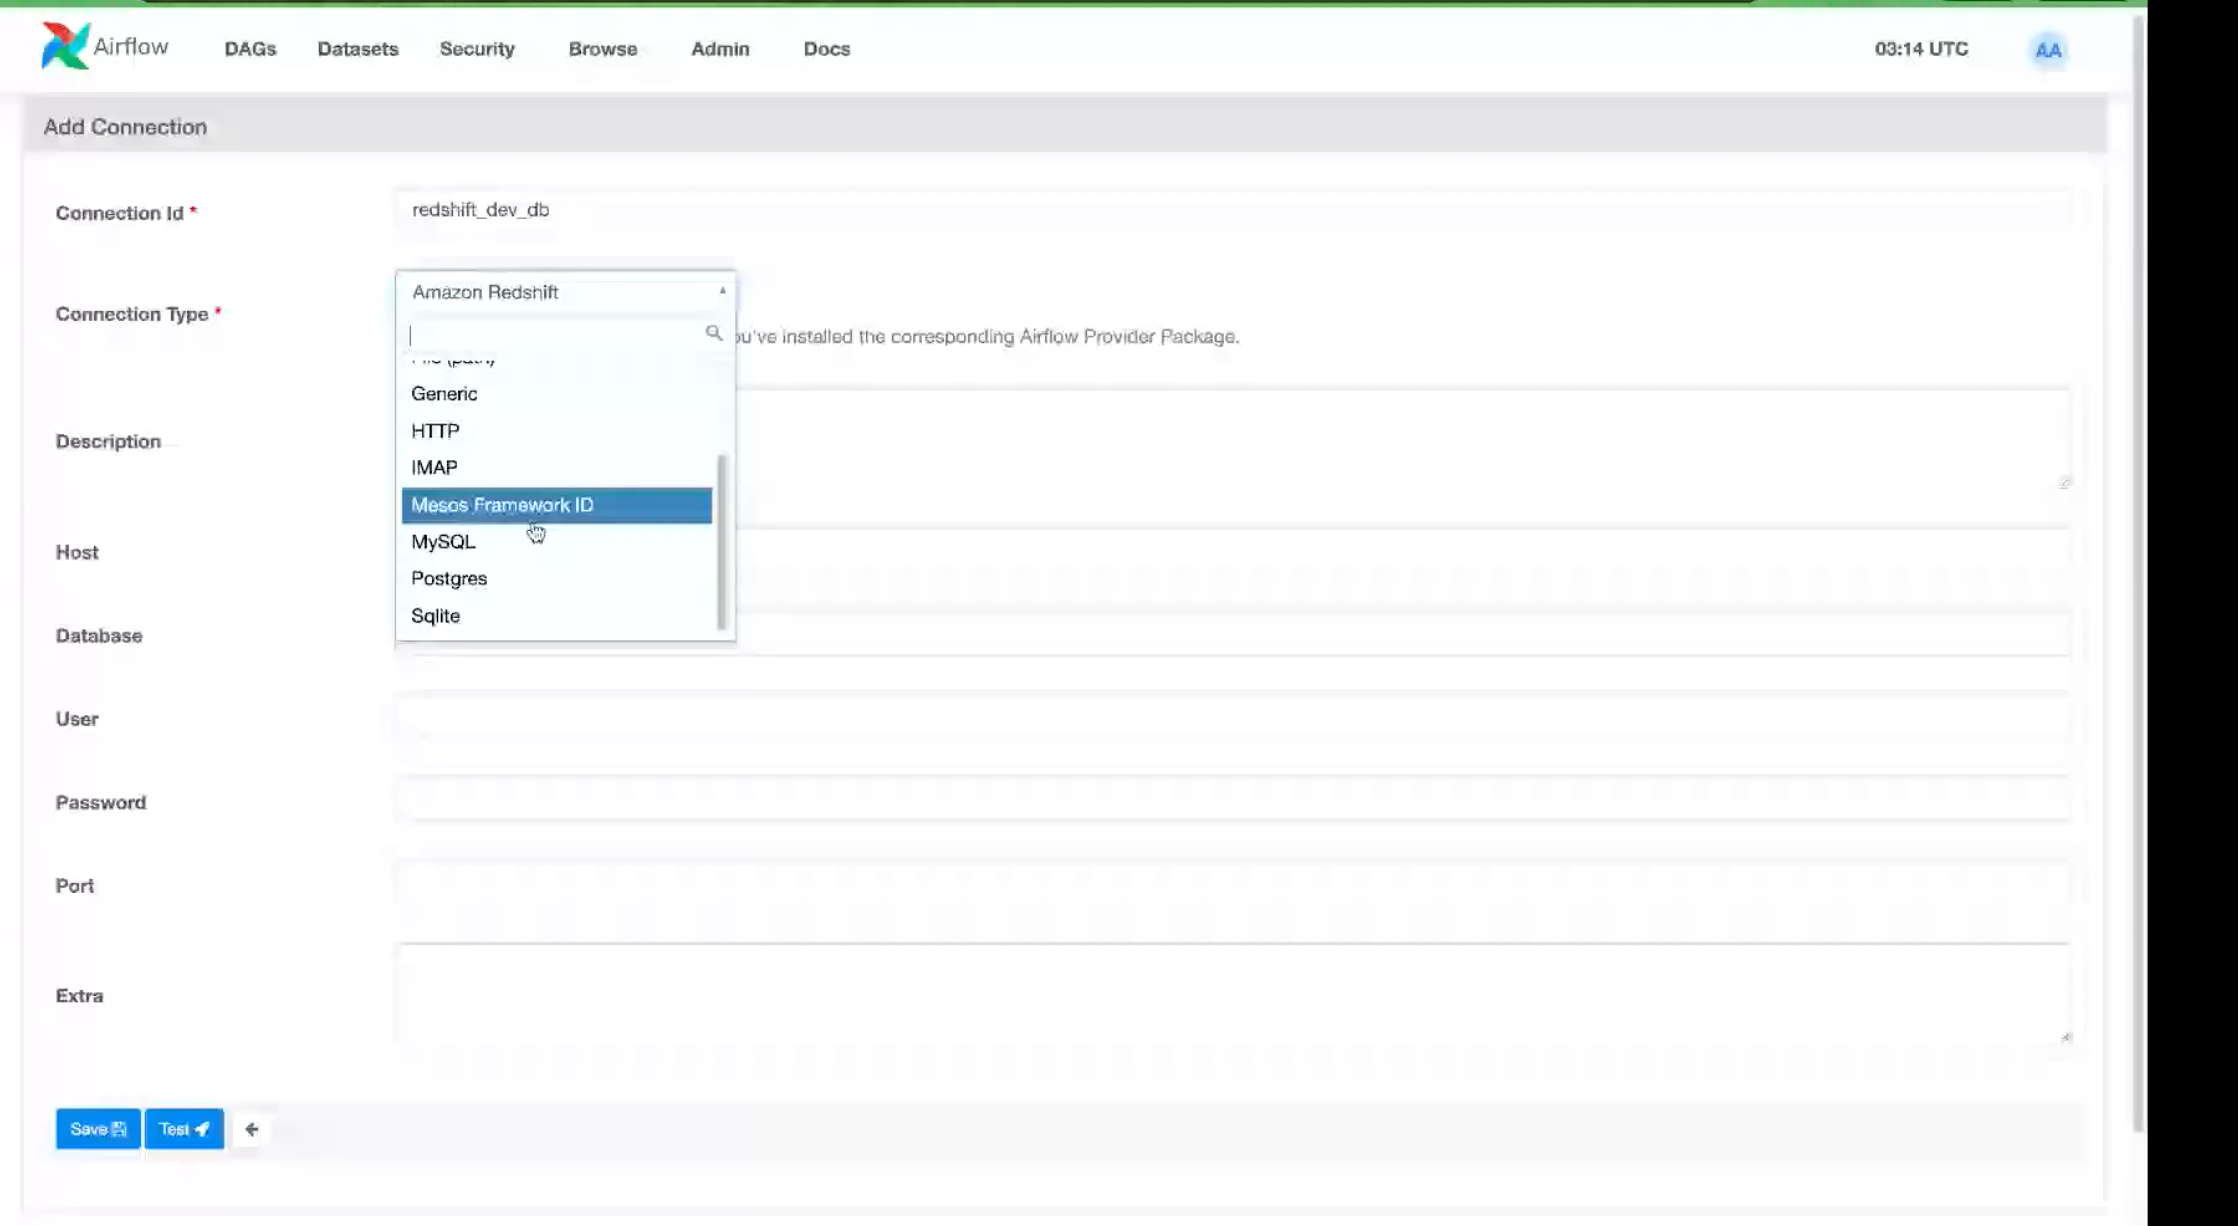 Airflow DAGs Datasets Security Browse Admin Docs 03:14 UTC AA
Add Connection
Connection Id * redshift_dev_db
Connection Type * Amazon Redshift
ou've installed the corresponding Airflow Provider Package.
Generic
HTTP
Description
IMAP
Mesos Framework ID
MySQL
Host
Postgres
Sqlite
Database
User
Password
Port
Extra
Save Test